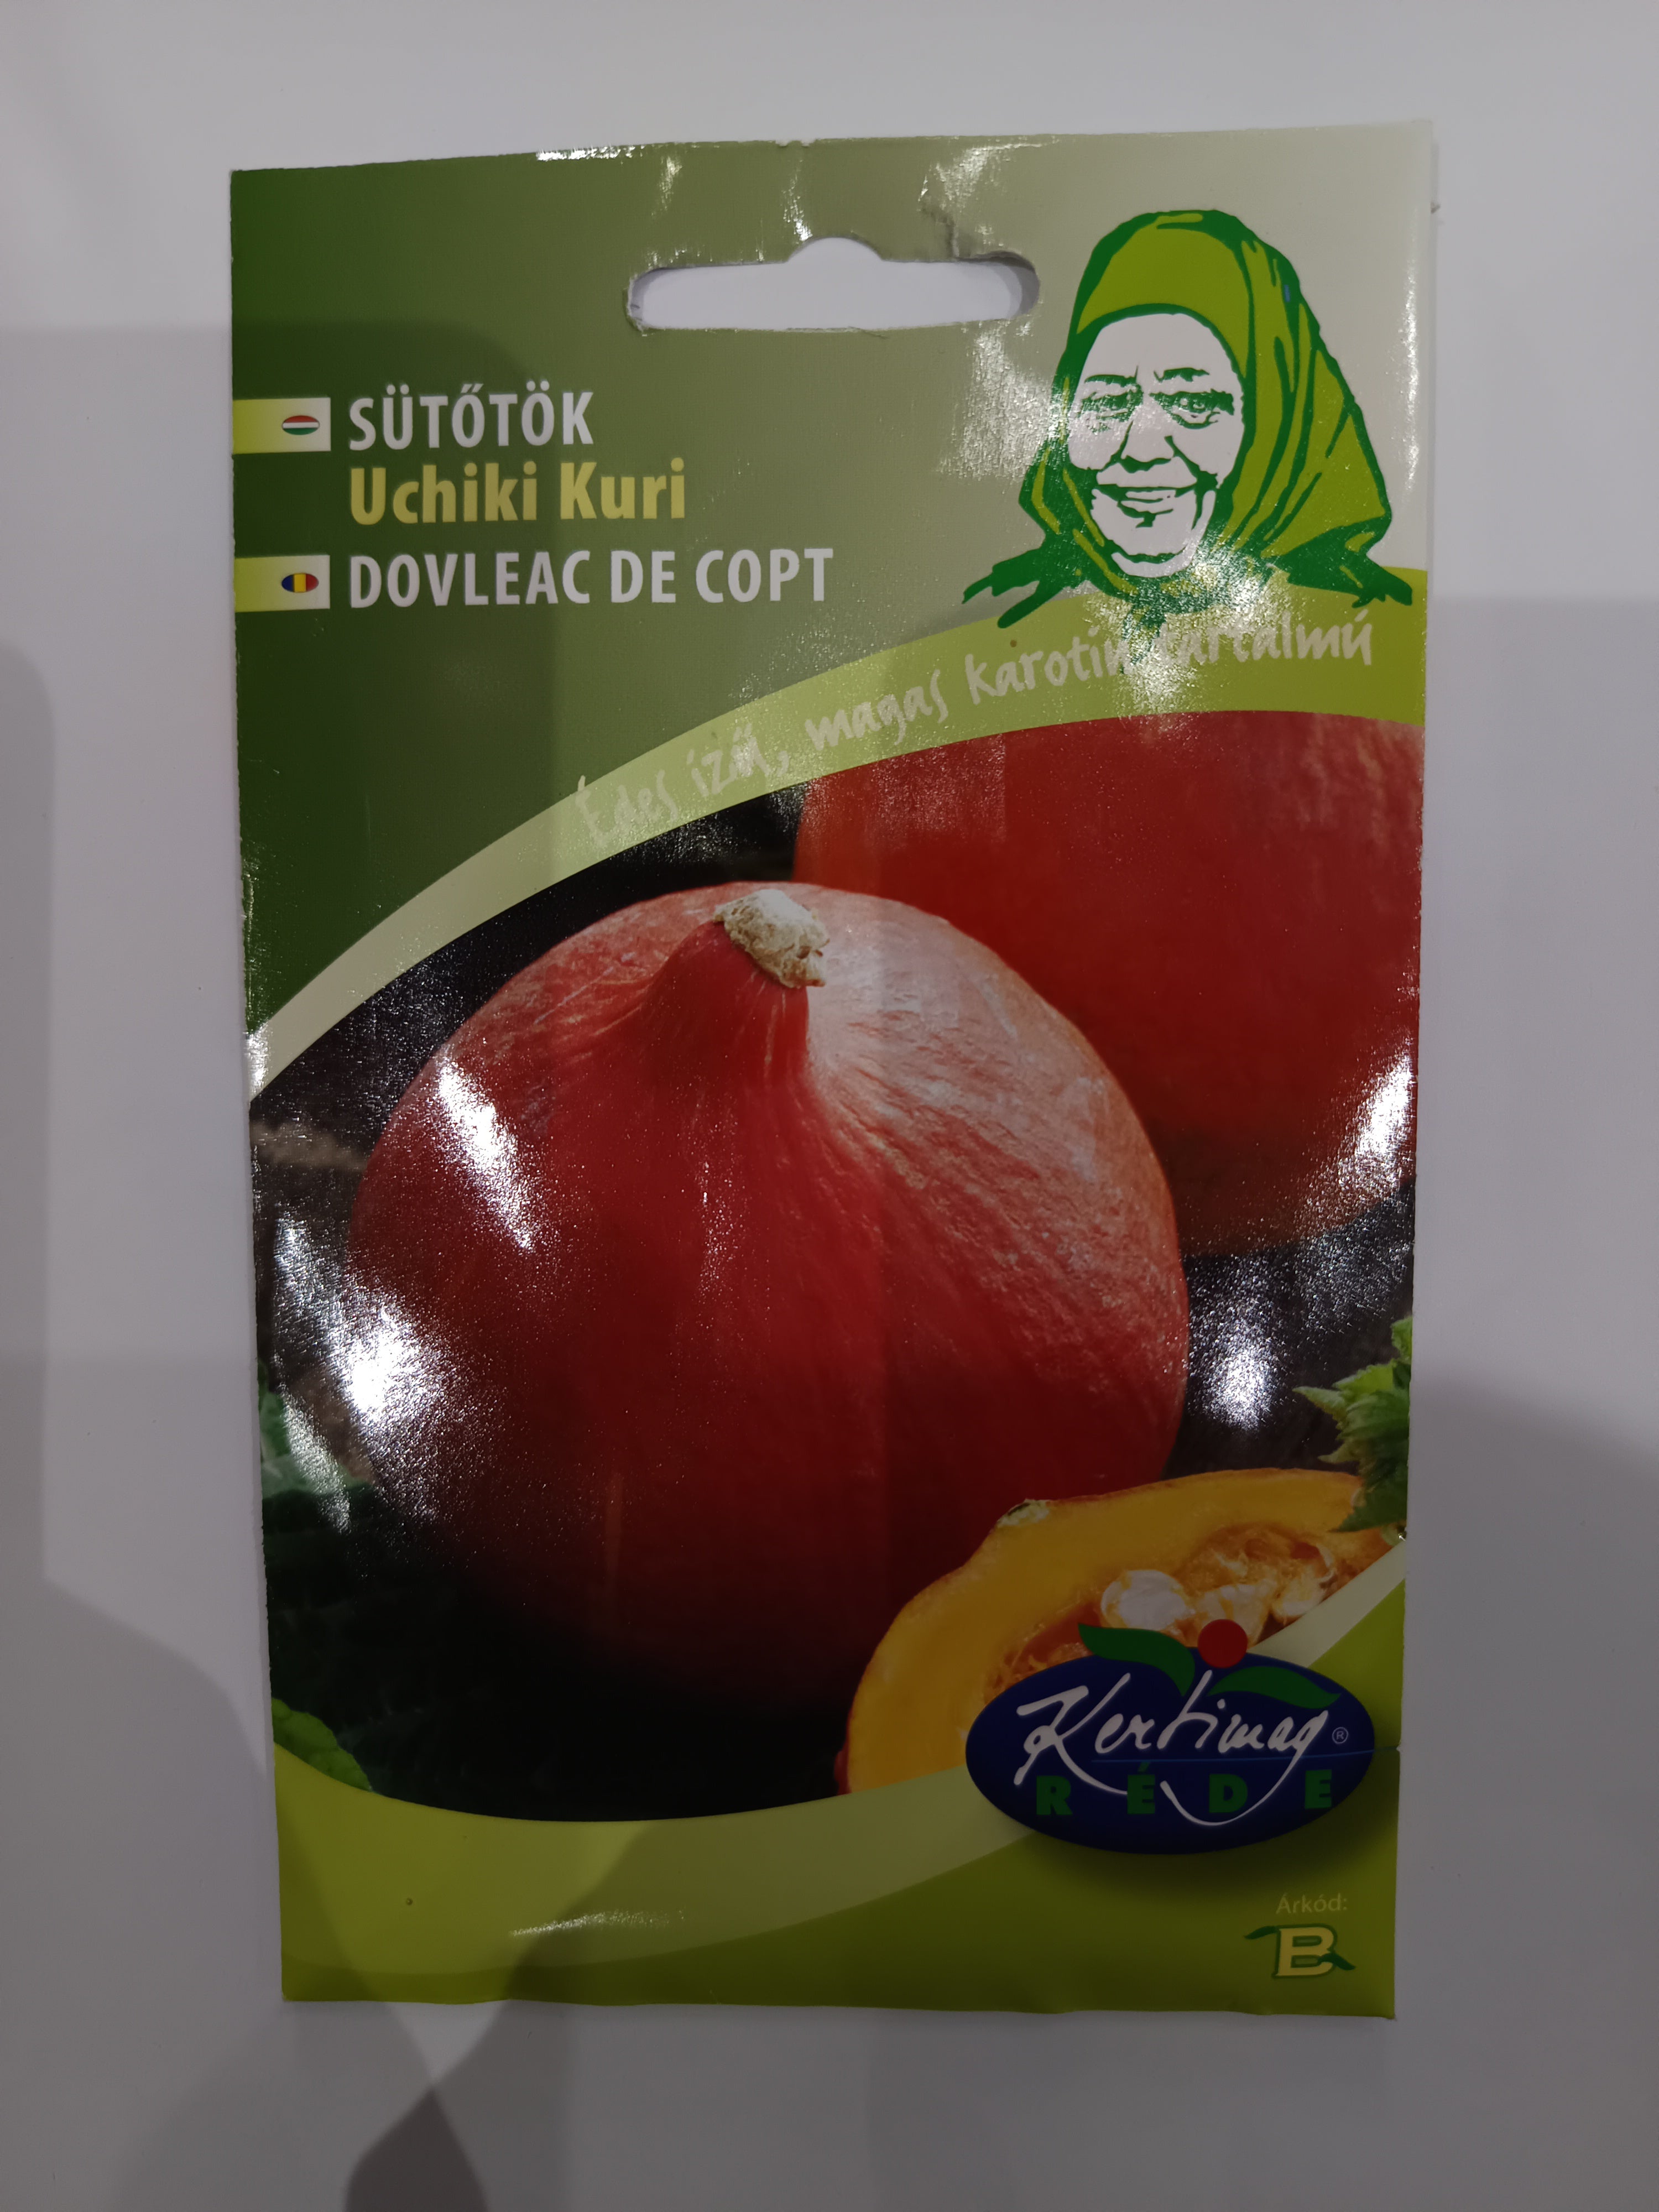 SÜTŐTÖK
Uchiki Kuri
DOVLEAC DE COPT
Édes ízű, magas karotin tartalmú
Kertimag®
RÉDE
Árkód:
B